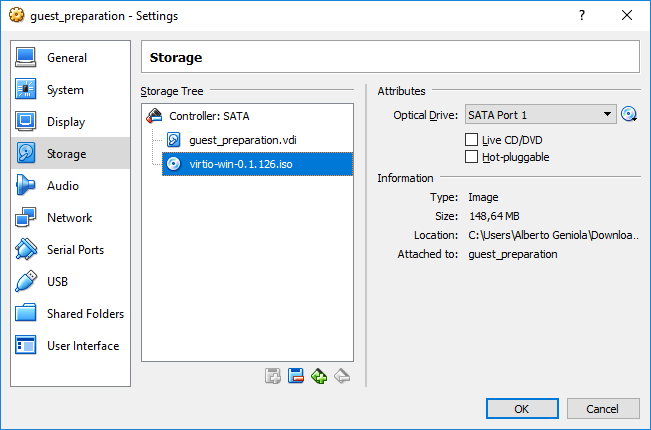 guest_preparation - Settings
General
System
Display
Storage
Audio
Network
Serial Ports
USB
Shared Folders
User Interface
Storage
Storage Tree
Controller: SATA
guest_preparation.vdi
virtio-win-0.1.126.iso
Attributes
Optical Drive: SATA Port 1
Live CD/DVD
Hot-pluggable
Information
Type: Image
Size: 148,64 MB
Location: C:\Users\Alberto Geniola\Downloa...
Attached to: guest_preparation
OK Cancel